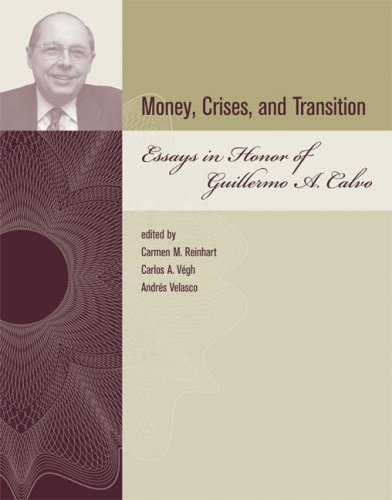 Money, Crises, and Transition
Essays in Honor of
Guillermo A. Calvo
edited by
Carmen M. Reinhart
Carlos A. Végh
Andrés Velasco